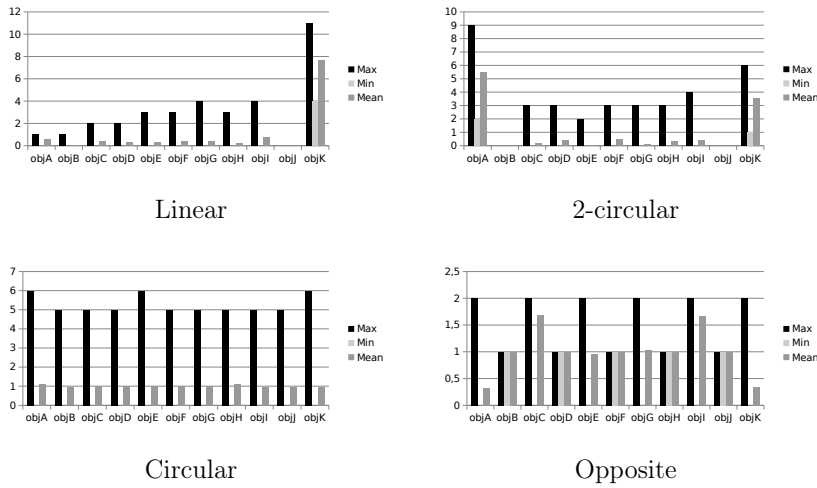 12
10
8
6
4
2
0
objA objB objC objD objE objF objG objH objI objJ objK
Max
Min
Mean
Linear
10
9
8
7
6
5
4
3
2
1
0
objA objB objC objD objE objF objG objH objI objJ objK
Max
Min
Mean
2-circular
7
6
5
4
3
2
1
0
objA objB objC objD objE objF objG objH objI objJ objK
Max
Min
Mean
Circular
2,5
2
1,5
1
0,5
0
objA objB objC objD objE objF objG objH objI objJ objK
Max
Min
Mean
Opposite